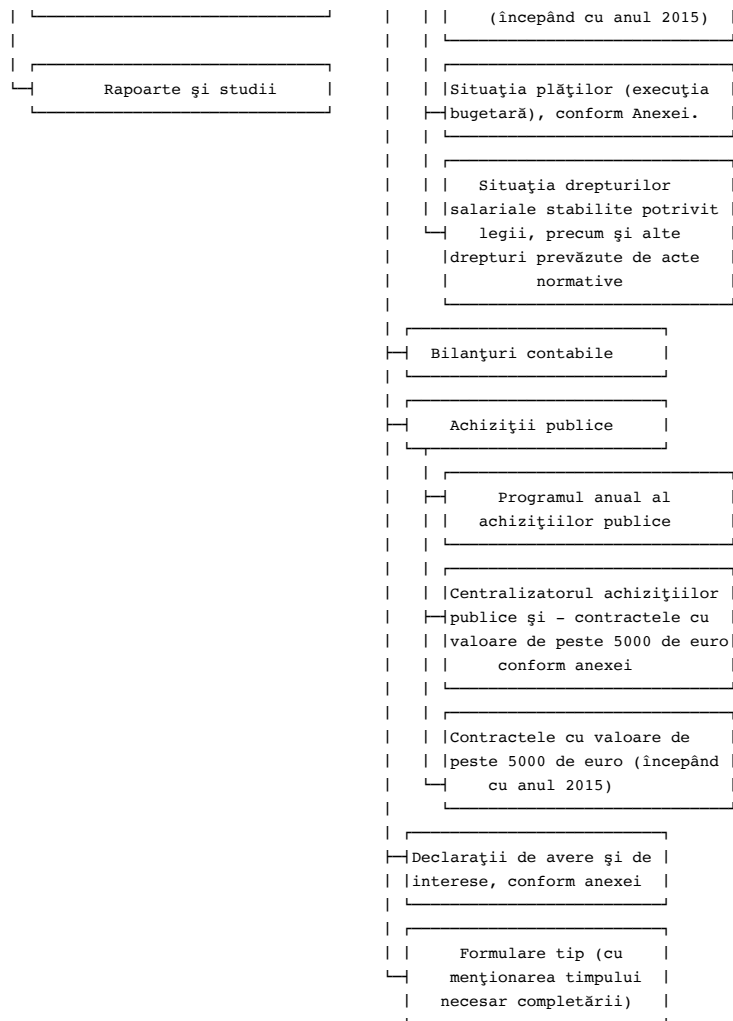 (începând cu anul 2015)
Rapoarte şi studii
Situaţia plăţilor (execuţia
bugetară), conform Anexei.
Situaţia drepturilor
salariale stabilite potrivit
legii, precum şi alte
drepturi prevăzute de acte
normative
Bilanţuri contabile
Achiziţii publice
Programul anual al
achiziţiilor publice
Centralizatorul achiziţiilor
publice şi - contractele cu
valoare de peste 5000 de euro
conform anexei
Contractele cu valoare de
peste 5000 de euro (începând
cu anul 2015)
Declaraţii de avere şi de
interese, conform anexei
Formulare tip (cu
menţionarea timpului
necesar completării)